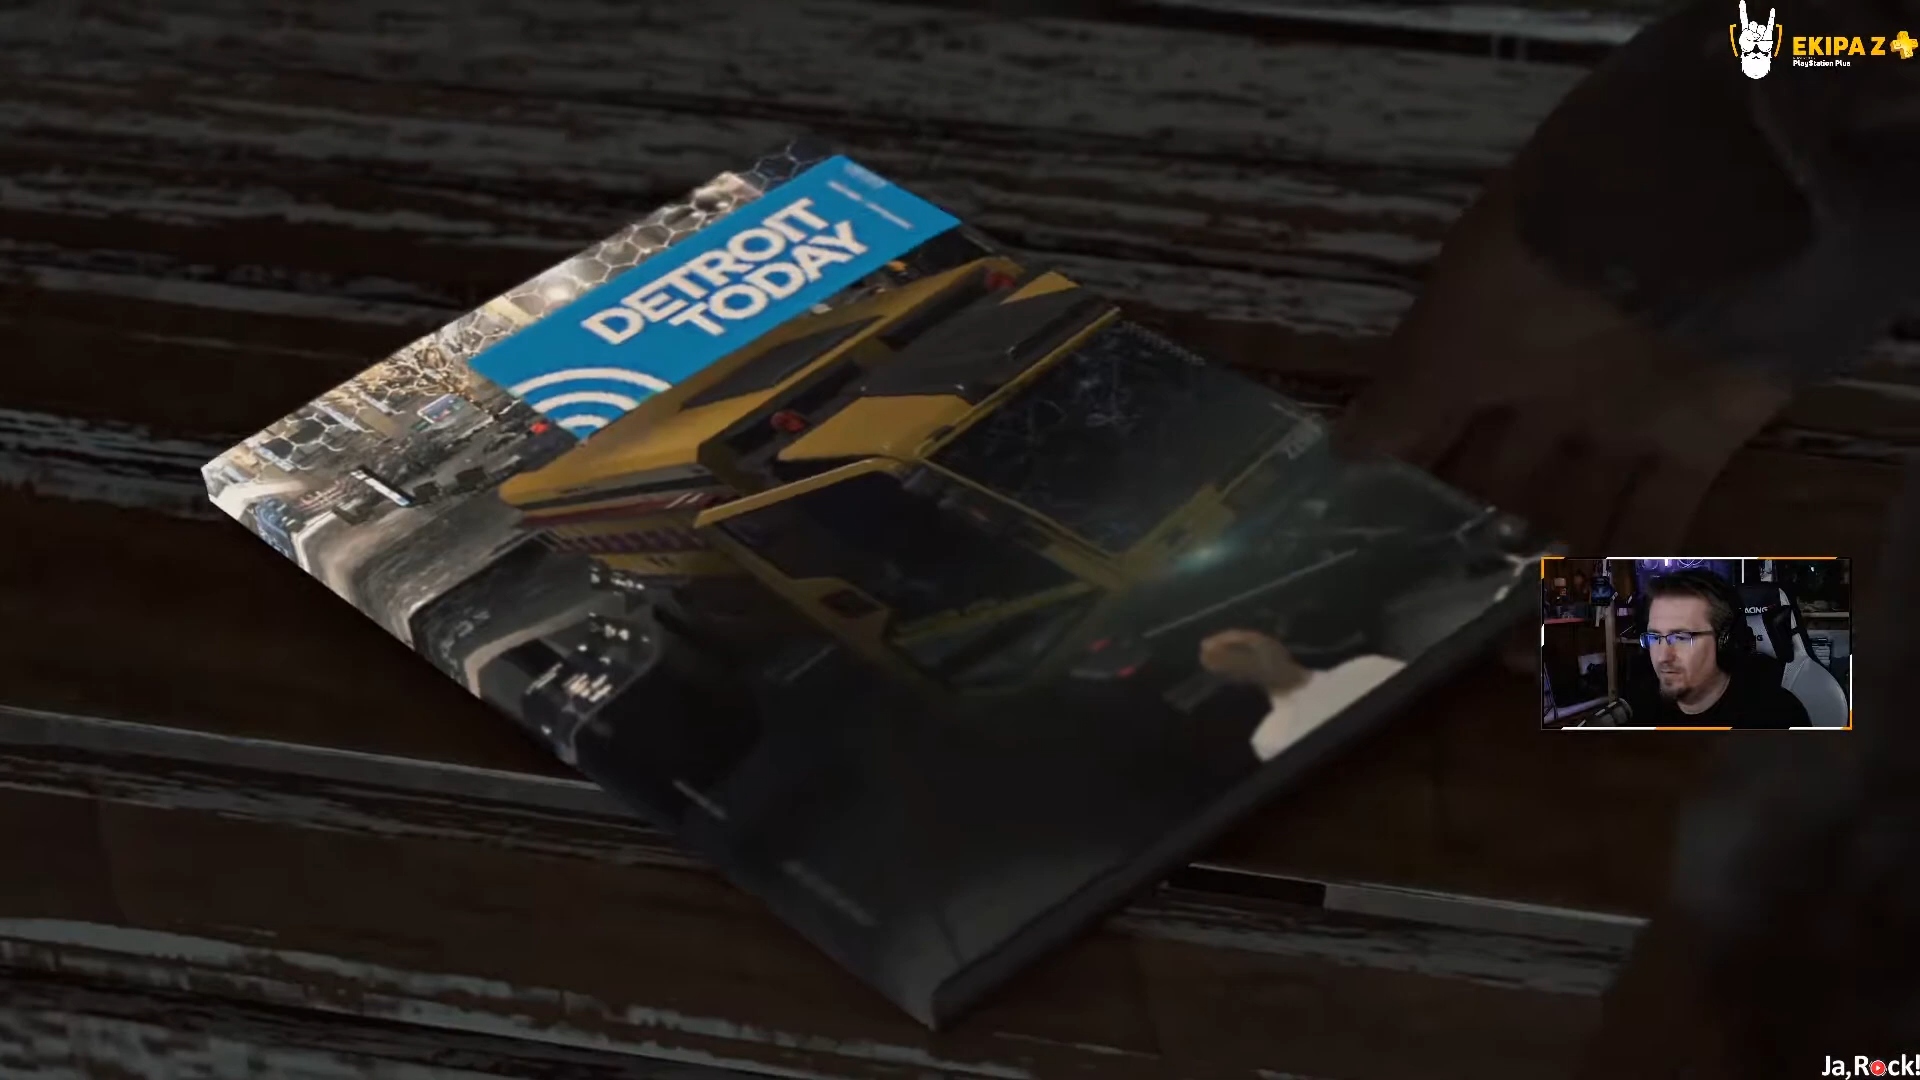 EKIPA Z
PlayStation Plus
DETROIT
TODAY
Ja,Rock!